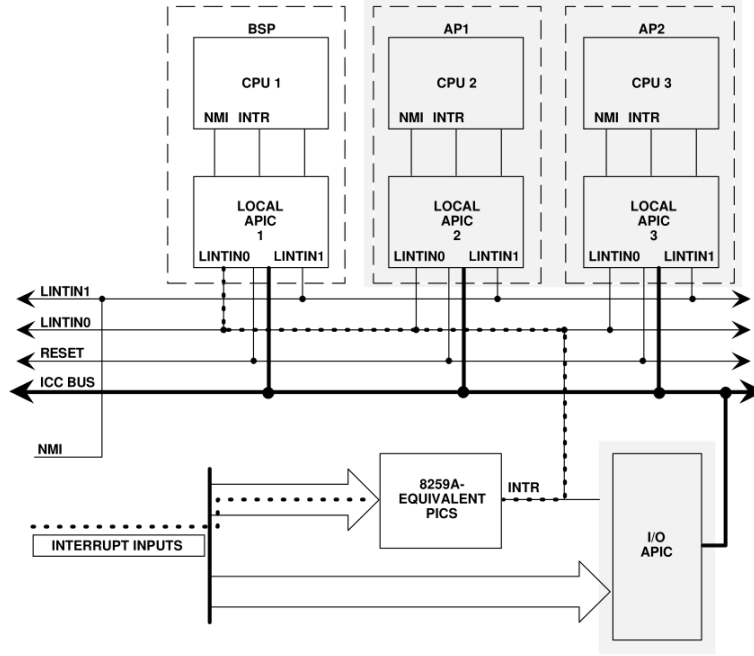 BSP AP1 AP2
CPU 1 CPU 2 CPU 3
NMI INTR NMI INTR NMI INTR
LOCAL LOCAL LOCAL
APIC APIC APIC
1 2 3
LINTIN0 LINTIN1 LINTIN0 LINTIN1 LINTIN0 LINTIN1
LINTIN1
LINTIN0
RESET
ICC BUS
NMI
8259A-
EQUIVALENT
PICS
INTR
INTERRUPT INPUTS
I/O
APIC